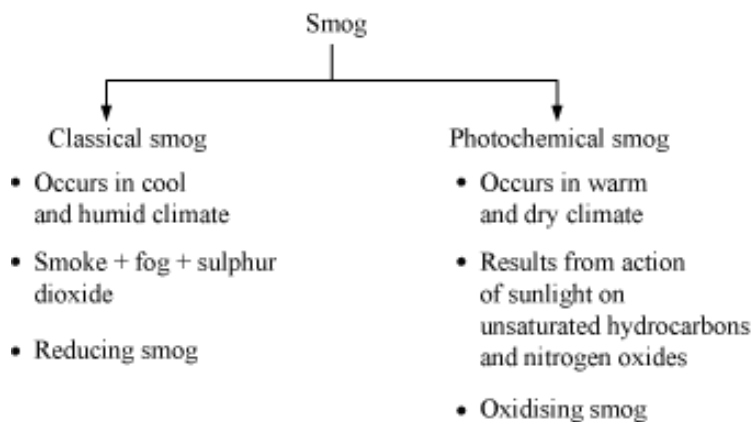 Smog
Classical smog
• Occurs in cool
and humid climate
• Smoke + fog + sulphur
dioxide
• Reducing smog
Photochemical smog
• Occurs in warm
and dry climate
• Results from action
of sunlight on
unsaturated hydrocarbons
and nitrogen oxides
• Oxidising smog